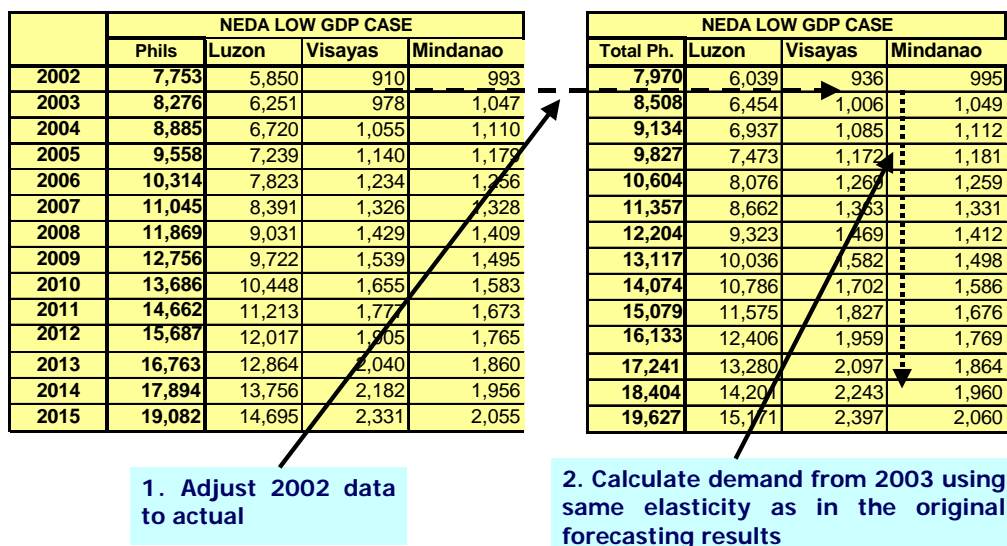 NEDA LOW GDP CASE
Phils Luzon Visayas Mindanao
2002 7,753 5,850 910 993
2003 8,276 6,251 978 1,047
2004 8,885 6,720 1,055 1,110
2005 9,558 7,239 1,140 1,179
2006 10,314 7,823 1,234 1,256
2007 11,045 8,391 1,326 1,328
2008 11,869 9,031 1,429 1,409
2009 12,756 9,722 1,539 1,495
2010 13,686 10,448 1,655 1,583
2011 14,662 11,213 1,777 1,673
2012 15,687 12,017 1,905 1,765
2013 16,763 12,864 2,040 1,860
2014 17,894 13,756 2,182 1,956
2015 19,082 14,695 2,331 2,055
NEDA LOW GDP CASE
Total Ph. Luzon Visayas Mindanao
7,970 6,039 936 995
8,508 6,454 1,006 1,049
9,134 6,937 1,085 1,112
9,827 7,473 1,172 1,181
10,604 8,076 1,269 1,259
11,357 8,662 1,363 1,331
12,204 9,323 1,469 1,412
13,117 10,036 1,582 1,498
14,074 10,786 1,702 1,586
15,079 11,575 1,827 1,676
16,133 12,406 1,959 1,769
17,241 13,280 2,097 1,864
18,404 14,201 2,243 1,960
19,627 15,171 2,397 2,060
1. Adjust 2002 data
to actual
2. Calculate demand from 2003 using
same elasticity as in the original
forecasting results